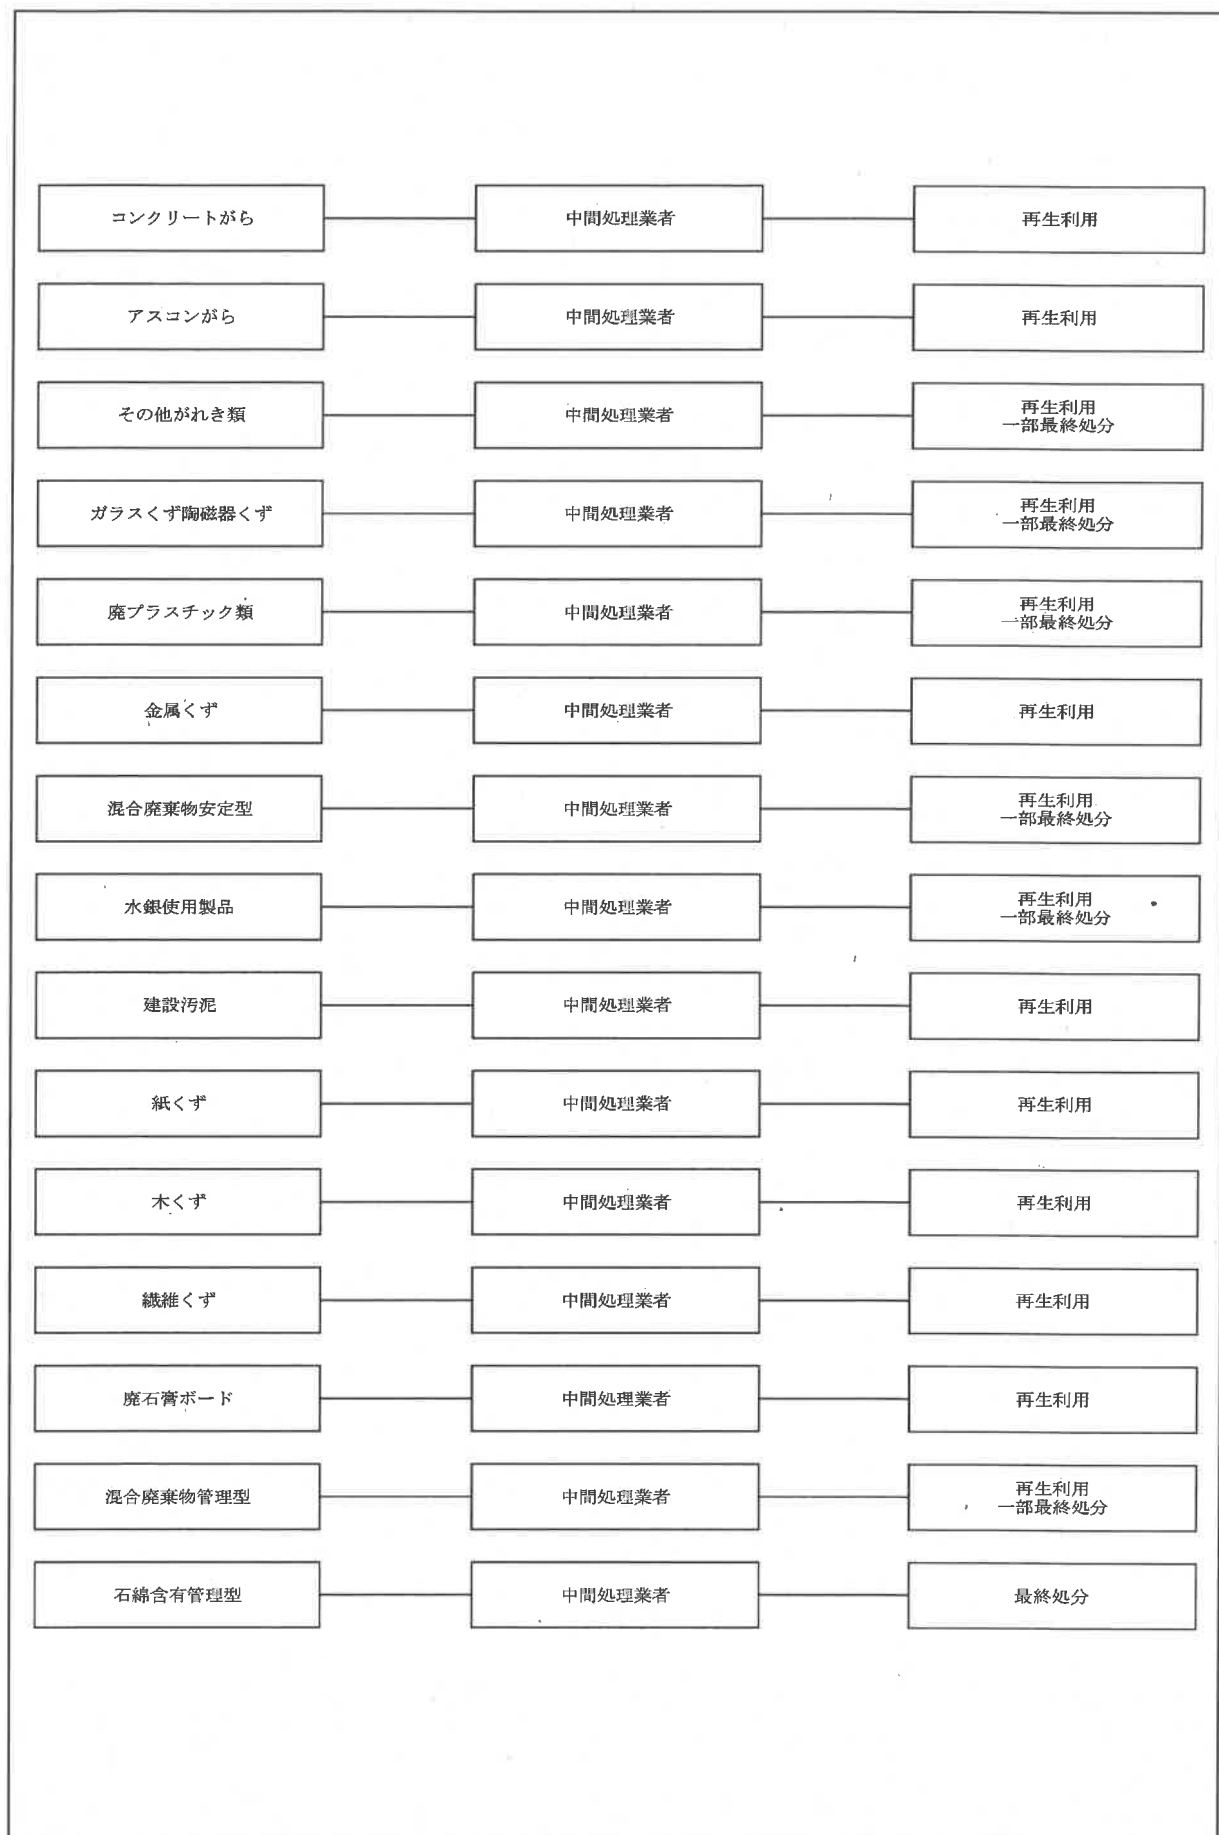 コンクリートがら
中間処理業者
再生利用
アスコンがら
中間処理業者
再生利用
その他がれき類
中間処理業者
再生利用
一部最終処分
ガラスくず陶磁器くず
中間処理業者
再生利用
一部最終処分
廃プラスチック類
中間処理業者
再生利用
一部最終処分
金属くず
中間処理業者
再生利用
混合廃棄物安定型
中間処理業者
再生利用
一部最終処分
水銀使用製品
中間処理業者
再生利用
一部最終処分
建設汚泥
中間処理業者
再生利用
紙くず
中間処理業者
再生利用
木くず
中間処理業者
再生利用
繊維くず
中間処理業者
再生利用
廃石膏ボード
中間処理業者
再生利用
混合廃棄物管理型
中間処理業者
再生利用
一部最終処分
石綿含有管理型
中間処理業者
最終処分